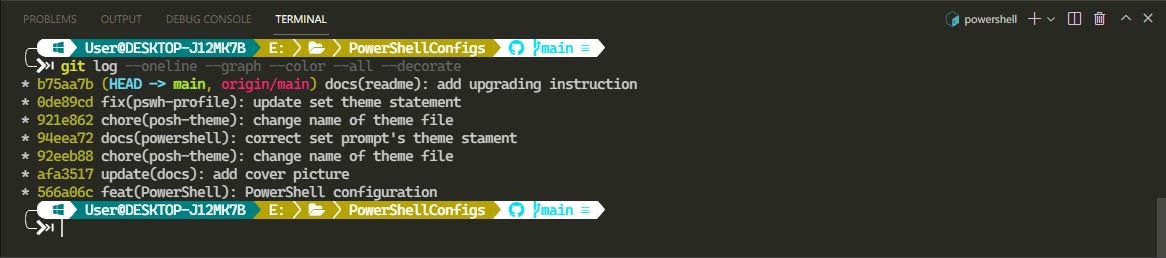 PROBLEMS OUTPUT DEBUG CONSOLE TERMINAL powershell
User@DESKTOP-J12MK7B E: PowerShellConfigs main ≡
git log --oneline --graph --color --all --decorate
* b75aa7b (HEAD -> main, origin/main) docs(readme): add upgrading instruction
* 0de89cd fix(pswh-profile): update set theme statement
* 921e862 chore(posh-theme): change name of theme file
* 94eea72 docs(powershell): correct set prompt's theme stament
* 92eeb88 chore(posh-theme): change name of theme file
* afa3517 update(docs): add cover picture
* 566a06c feat(PowerShell): PowerShell configuration
User@DESKTOP-J12MK7B E: PowerShellConfigs main ≡